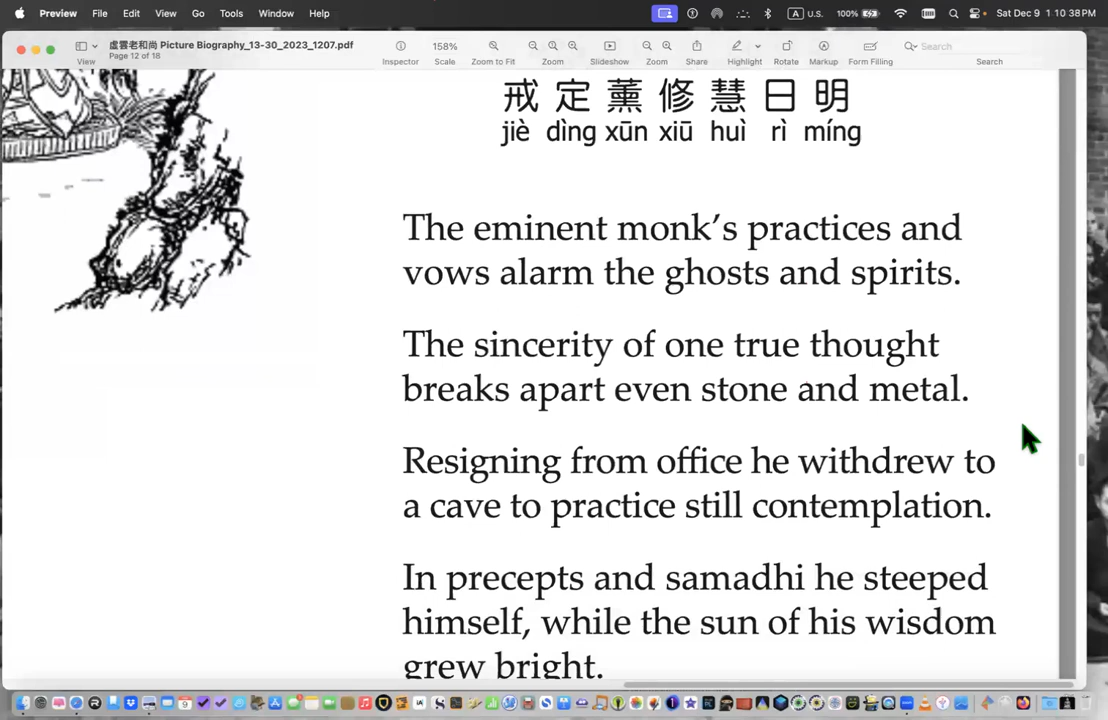 Preview File Edit View Go Tools Window Help A U.S. 100% Sat Dec 9 1:10:38 PM
虛雲老和尚 Picture Biography_13-30_2023_1207.pdf
Page 12 of 18
158%
Search
View Inspector Scale Zoom to Fit Zoom Slideshow Zoom Share Highlight Rotate Markup Form Filling Search
戒 定 薰 修 慧 日 明
jiè dìng xūn xiū huì rì míng
The eminent monk’s practices and
vows alarm the ghosts and spirits.
The sincerity of one true thought
breaks apart even stone and metal.
Resigning from office he withdrew to
a cave to practice still contemplation.
In precepts and samadhi he steeped
himself, while the sun of his wisdom
grew bright.